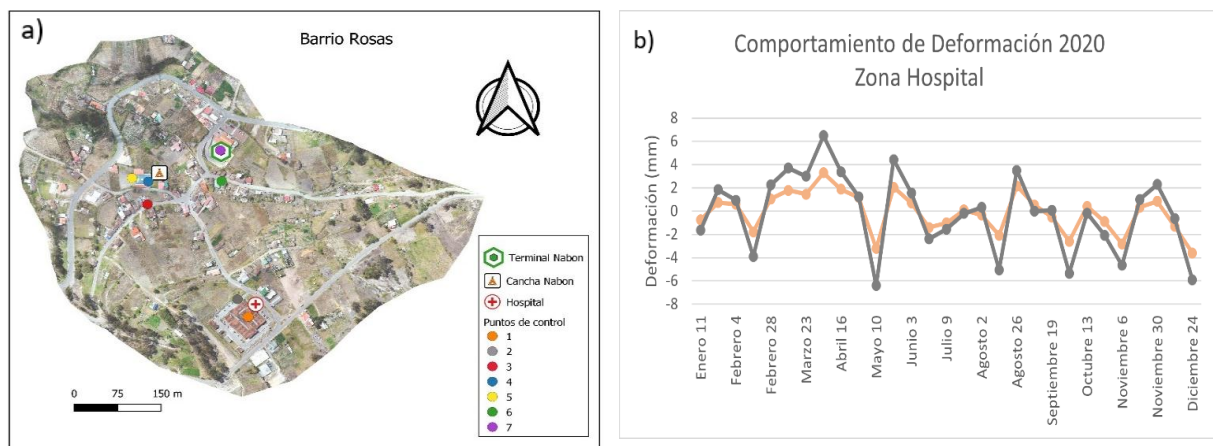 a)
Barrio Rosas
Terminal Nabon
Cancha Nabon
Hospital
Puntos de control
1
2
3
4
5
6
7
0 75 150 m
b)
Comportamiento de Deformación 2020
Zona Hospital
Deformación (mm)
8
6
4
2
0
-2
-4
-6
-8
Enero 11
Febrero 4
Febrero 28
Marzo 23
Abril 16
Mayo 10
Junio 3
Julio 9
Agosto 2
Agosto 26
Septiembre 19
Octubre 13
Noviembre 6
Noviembre 30
Diciembre 24